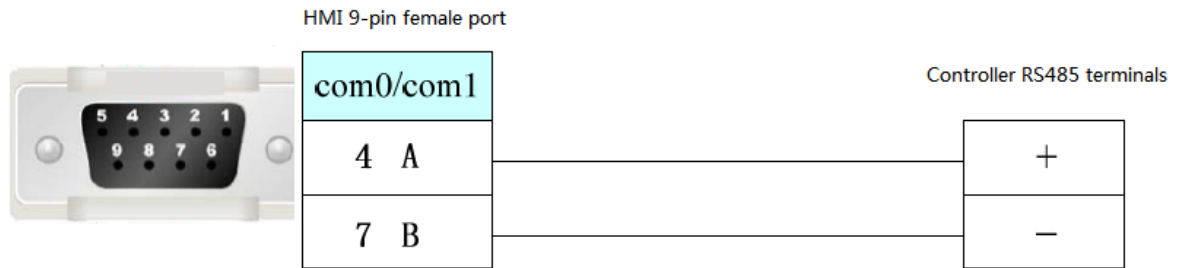 HMI 9-pin female port
com0/com1
Controller RS485 terminals
5 4 3 2 1
9 8 7 6
4 A
+
7 B
−